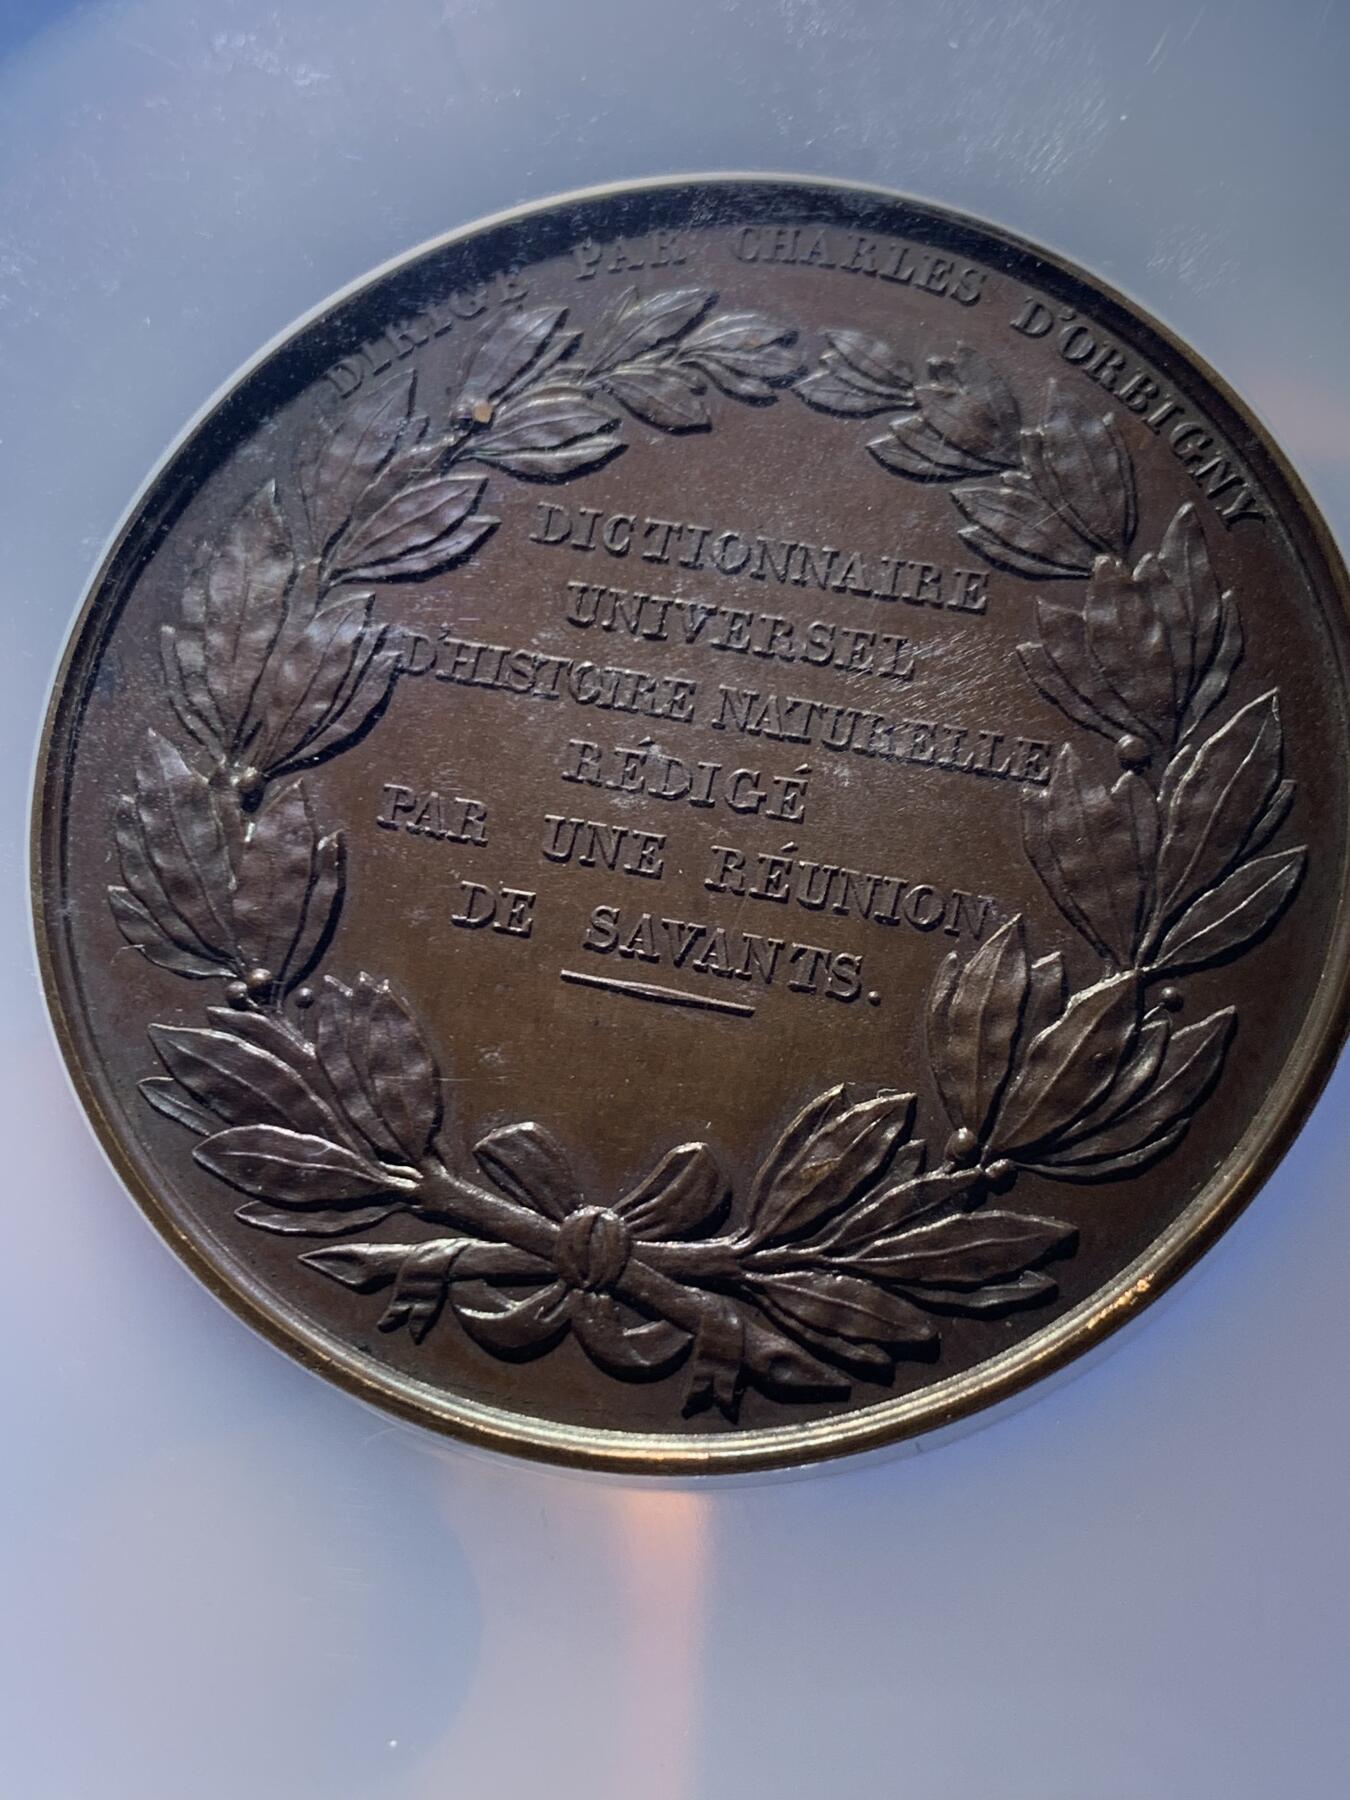 DIRIGÉ PAR CHARLES D'ORBIGNY
DICTIONNAIRE
UNIVERSEL
D'HISTOIRE NATURELLE
RÉDIGÉ
PAR UNE RÉUNION
DE SAVANTS.